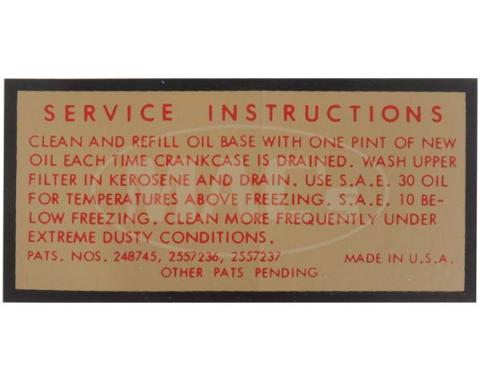 SERVICE INSTRUCTIONS
CLEAN AND REFILL OIL BASE WITH ONE PINT OF NEW
OIL EACH TIME CRANKCASE IS DRAINED. WASH UPPER
FILTER IN KEROSENE AND DRAIN. USE S.A.E. 30 OIL
FOR TEMPERATURES ABOVE FREEZING. S.A.E. 10 BE-
LOW FREEZING. CLEAN MORE FREQUENTLY UNDER
EXTREME DUSTY CONDITIONS.
PATS. NOS. 248745, 2557236, 2557237 MADE IN U.S.A.
OTHER PATS PENDING